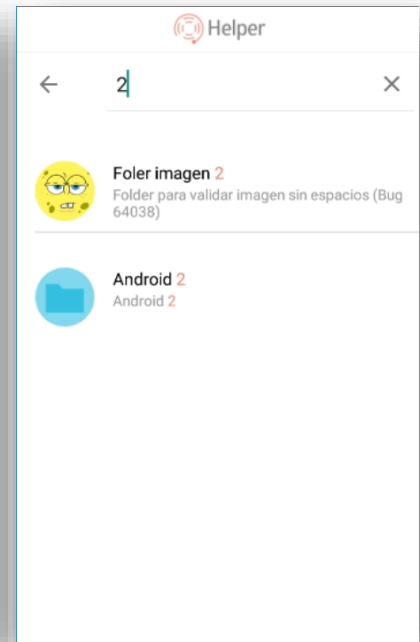 Helper
2
Foler imagen 2
Folder para validar imagen sin espacios (Bug
64038)
Android 2
Android 2